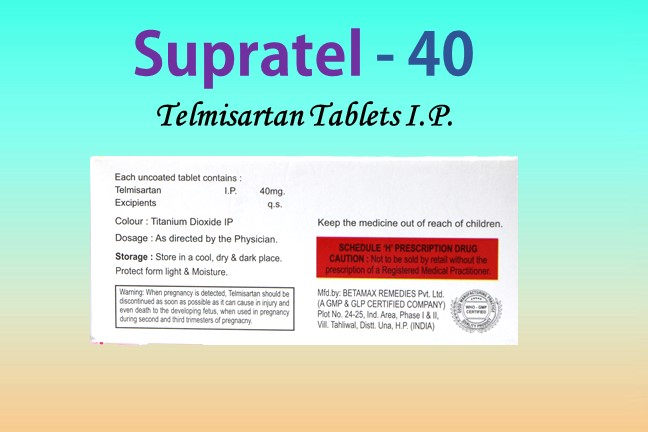 Supratel - 40
Telmisartan Tablets I.P.
Each uncoated tablet contains :
Telmisartan I.P. 40mg.
Excipients q.s.
Colour : Titanium Dioxide IP
Dosage : As directed by the Physician.
Storage : Store in a cool, dry & dark place.
Protect form light & Moisture.
Warning: When pregnancy is detected, Telmisartan should be
discontinued as soon as possible as it can cause in injury and
even death to the developing fetus, when used in pregnancy
during second and third trimesters of pregnacny.
Keep the medicine out of reach of children.
SCHEDULE 'H' PRESCRIPTION DRUG
CAUTION : Not to be sold by retail without the
prescription of a Registered Medical Practitioner.
Mfd.by: BETAMAX REMEDIES Pvt. Ltd.
(A GMP & GLP CERTIFIED COMPANY)
Plot No. 24-25, Ind. Area, Phase I & II,
Vill. Tahliwal, Distt. Una, H.P. (INDIA)
WHO - GMP
CERTIFIED